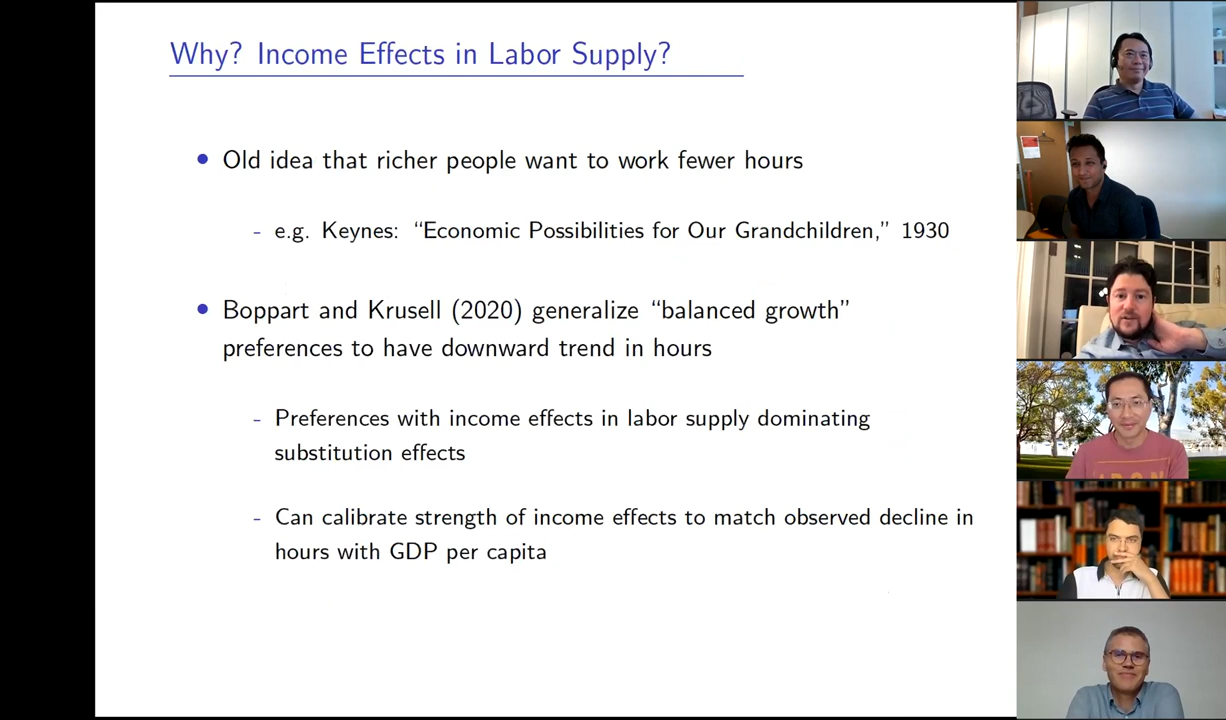 Why? Income Effects in Labor Supply?
• Old idea that richer people want to work fewer hours
- e.g. Keynes: “Economic Possibilities for Our Grandchildren,” 1930
• Boppart and Krusell (2020) generalize “balanced growth”
preferences to have downward trend in hours
- Preferences with income effects in labor supply dominating
substitution effects
- Can calibrate strength of income effects to match observed decline in
hours with GDP per capita